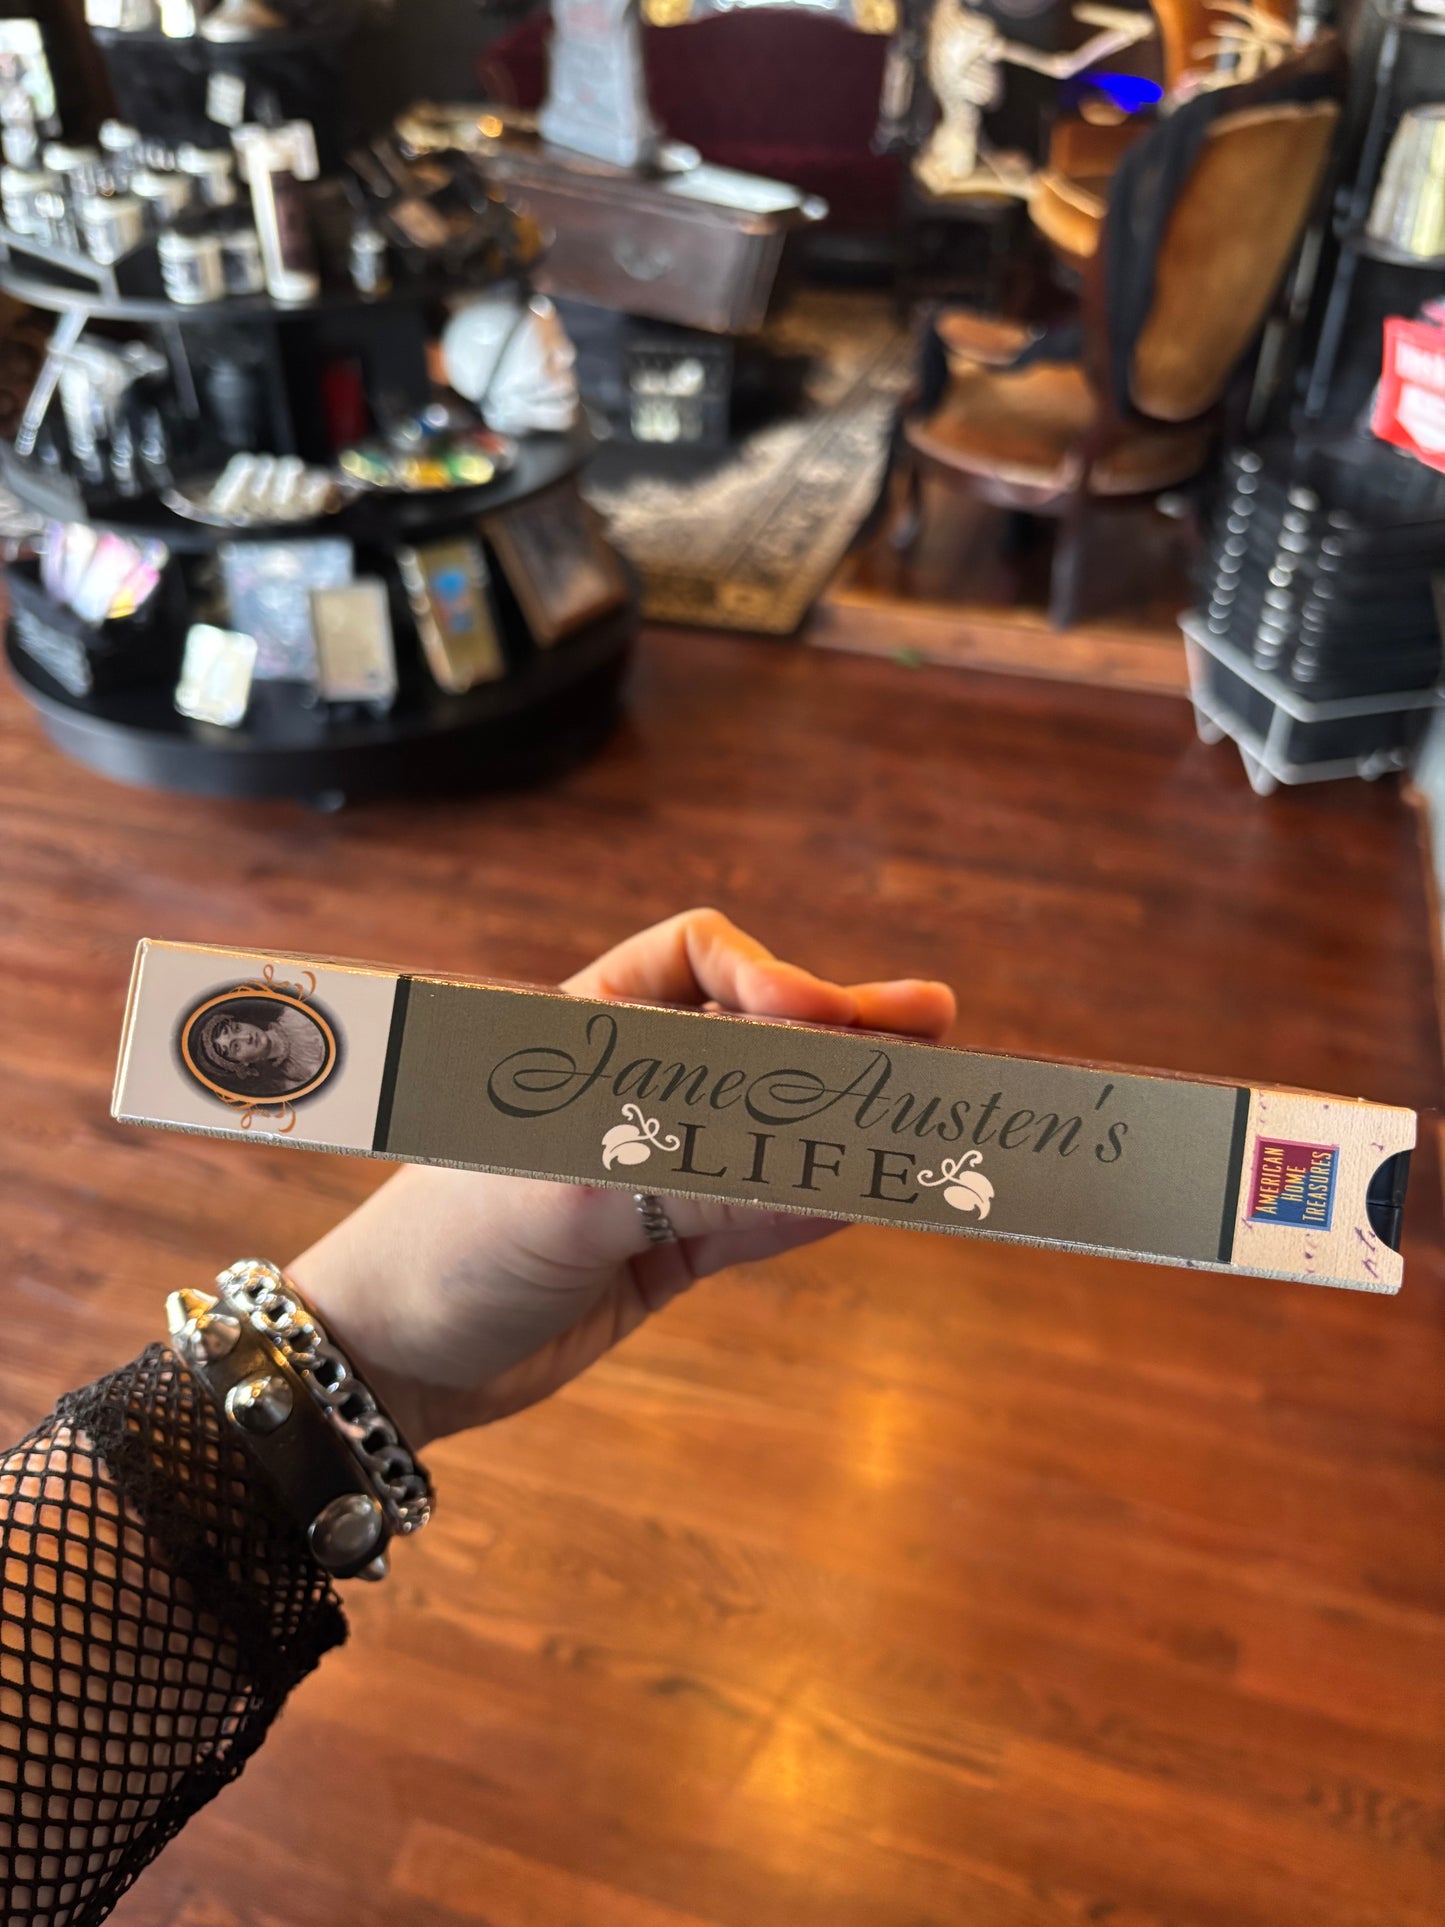 Jane Austen's
LIFE
AMERICAN
HOME
TREASURES